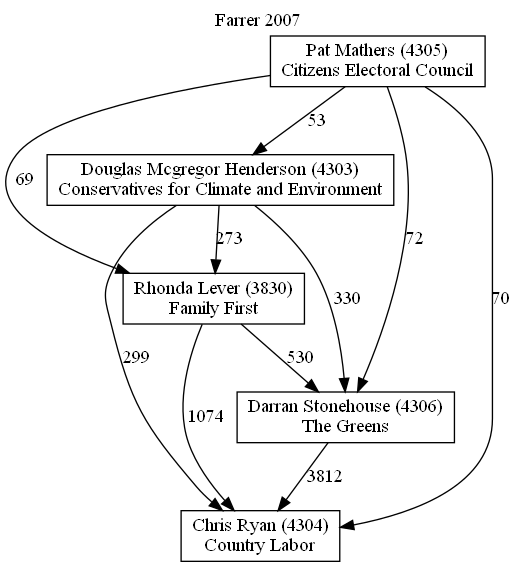 Farrer 2007
Pat Mathers (4305)
Citizens Electoral Council
53
Douglas Mcgregor Henderson (4303)
Conservatives for Climate and Environment
69
273
72
Rhonda Lever (3830)
Family First
330
70
299
530
Darran Stonehouse (4306)
The Greens
1074
3812
Chris Ryan (4304)
Country Labor